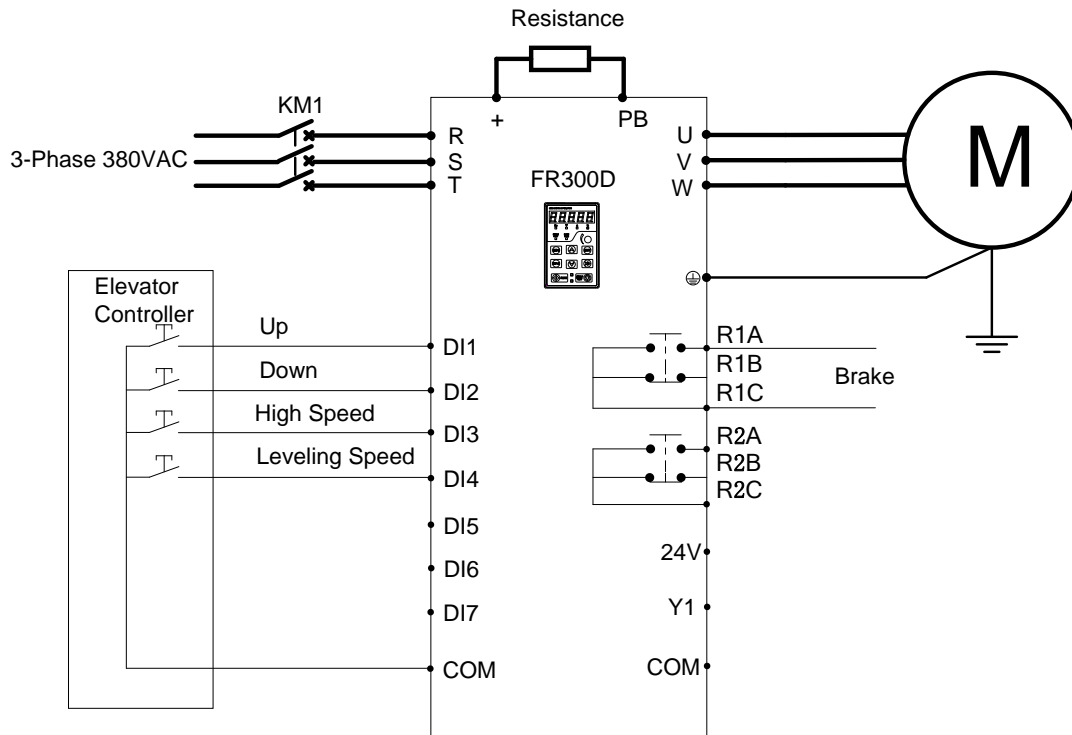 Resistance
KM1
+
PB
3-Phase 380VAC
R
S
T
U
V
W
M
FR300D
88888
Elevator
Controller
Up
DI1
Down
DI2
High Speed
DI3
Leveling Speed
DI4
DI5
DI6
DI7
COM
R1A
R1B
R1C
Brake
R2A
R2B
R2C
24V
Y1
COM